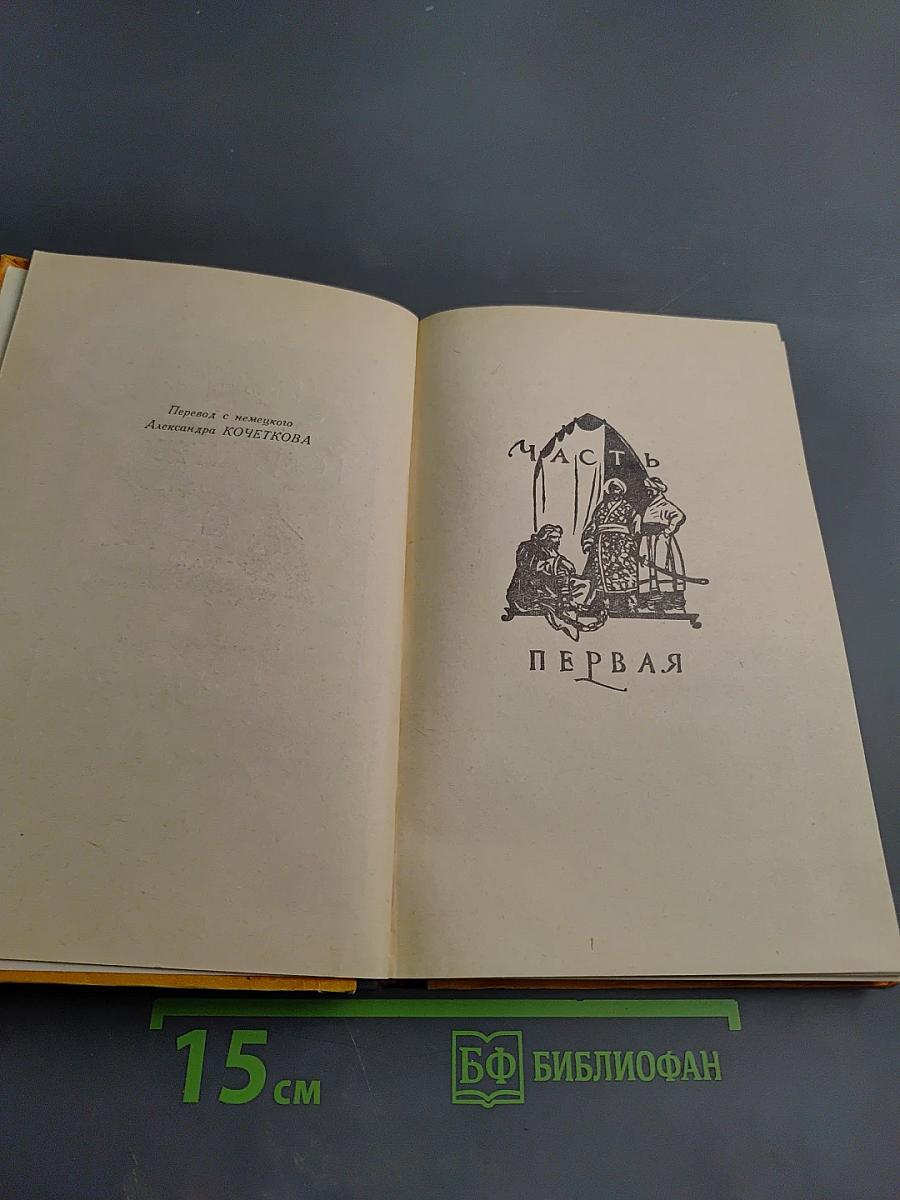 Перевод с немецкого
Александра КОЧЕТКОВА
ЧАСТЬ
ПЕРВАЯ
15 см
БФ БИБЛИОФАН